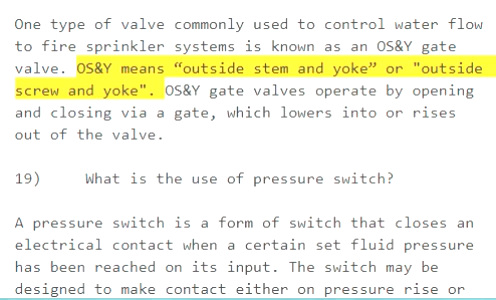 One type of valve commonly used to control water flow
to fire sprinkler systems is known as an OS&Y gate
valve. OS&Y means “outside stem and yoke” or "outside
screw and yoke". OS&Y gate valves operate by opening
and closing via a gate, which lowers into or rises
out of the valve.
19) What is the use of pressure switch?
A pressure switch is a form of switch that closes an
electrical contact when a certain set fluid pressure
has been reached on its input. The switch may be
designed to make contact either on pressure rise or